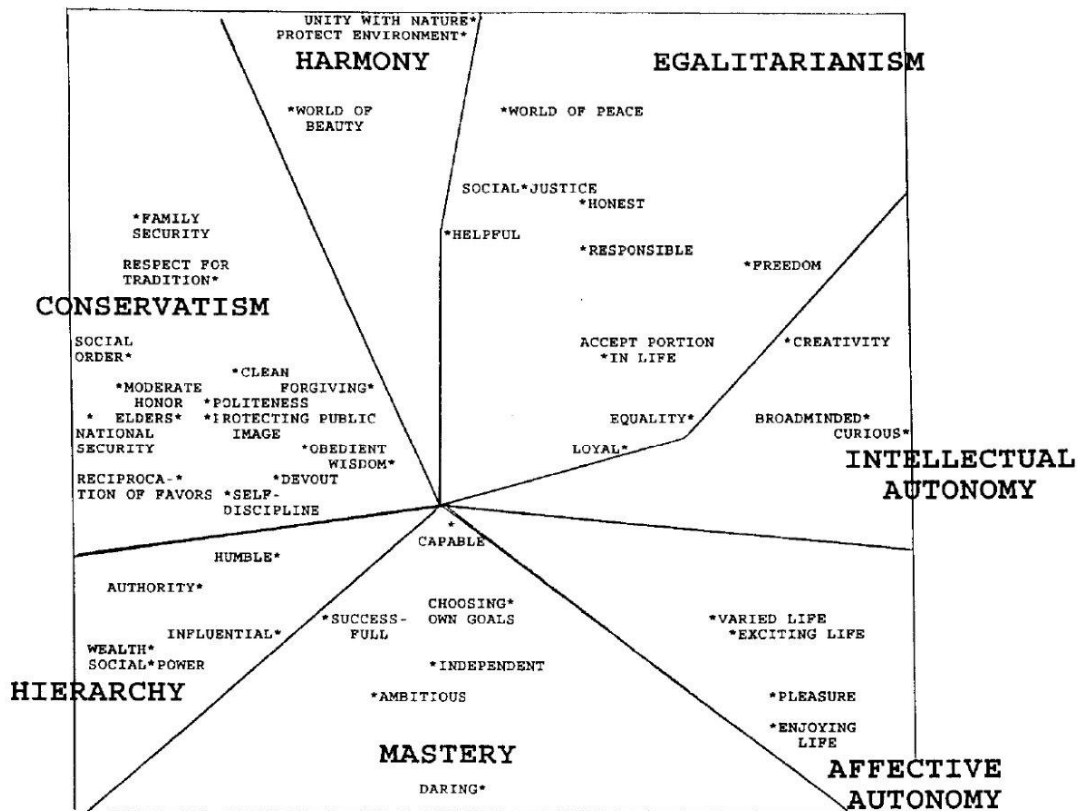 UNITY WITH NATURE*
PROTECT ENVIRONMENT*
HARMONY
EGALITARIANISM
*WORLD OF
BEAUTY
*WORLD OF PEACE
SOCIAL*JUSTICE
*HONEST
*FAMILY
SECURITY
*HELPFUL
*RESPONSIBLE
RESPECT FOR
TRADITION*
*FREEDOM
CONSERVATISM
SOCIAL
ORDER*
ACCEPT PORTION
*IN LIFE
*CREATIVITY
*CLEAN
*MODERATE
FORGIVING*
HONOR
*POLITENESS
* ELDERS*
*PROTECTING PUBLIC
IMAGE
EQUALITY*
BROADMINDED*
NATIONAL
SECURITY
CURIOUS*
*OBEDIENT
WISDOM*
LOYAL*
INTELLECTUAL
AUTONOMY
RECIPROCA-*
TION OF FAVORS
*DEVOUT
*SELF-
DISCIPLINE
*
CAPABLE
HUMBLE*
AUTHORITY*
CHOOSING*
OWN GOALS
*SUCCESS-
FULL
*VARIED LIFE
*EXCITING LIFE
INFLUENTIAL*
WEALTH*
SOCIAL*POWER
HIERARCHY
*INDEPENDENT
*AMBITIOUS
*PLEASURE
*ENJOYING
LIFE
MASTERY
AFFECTIVE
AUTONOMY
DARING*